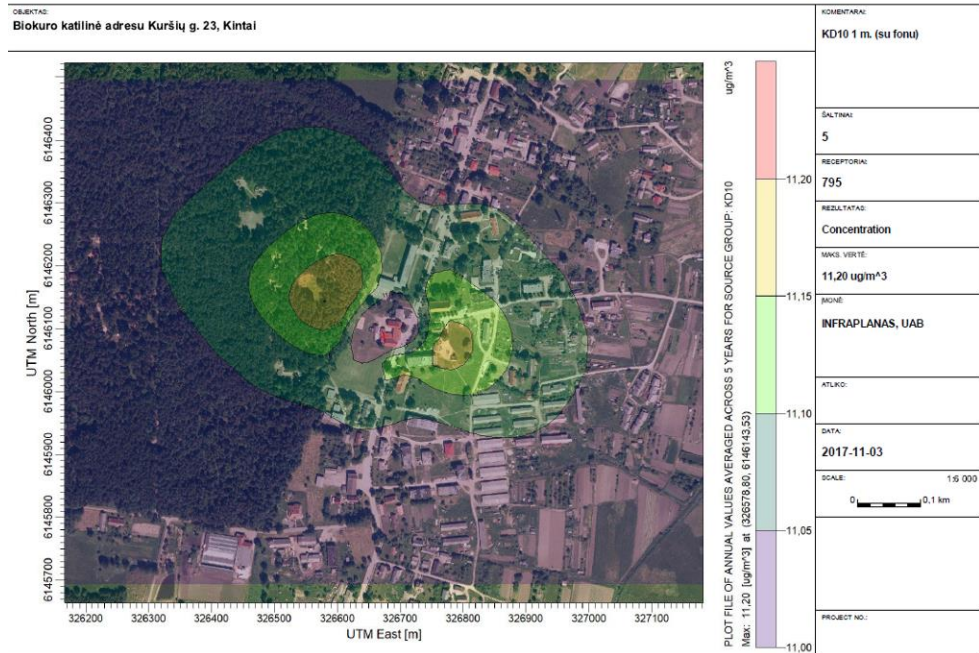 OBJEKTAS:
Biokuro katilinė adresu Kuršių g. 23, Kintai
KOMENTARAI:
KD10 1 m. (su fonu)
ŠALTINIAI:
5
RECEPTORIAI:
795
REZULTATAS:
Concentration
MAKS. VERTĖ:
11,20 ug/m^3
ĮMONĖ:
INFRAPLANAS, UAB
ATLIKO:
DATA:
2017-11-03
SCALE:
1:6 000
0
0,1 km
PROJECT NO.:
UTM North [m]
6146400
6146300
6146200
6146100
6146000
6145900
6145800
6145700
326200
326300
326400
326500
326600
326700
326800
326900
327000
327100
UTM East [m]
PLOT FILE OF ANNUAL VALUES AVERAGED ACROSS 5 YEARS FOR SOURCE GROUP: KD10
Max: 11,20 [ug/m^3] at (326578,80, 6146143,53)
ug/m^3
11,20
11,15
11,10
11,05
11,00